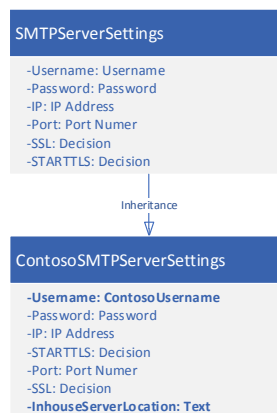 SMTPServerSettings
-Username: Username
-Password: Password
-IP: IP Address
-Port: Port Numer
-SSL: Decision
-STARTTLS: Decision
Inheritance
ContosoSMTPServerSettings
-Username: ContosoUsername
-Password: Password
-IP: IP Address
-STARTTLS: Decision
-Port: Port Numer
-SSL: Decision
-InhouseServerLocation: Text